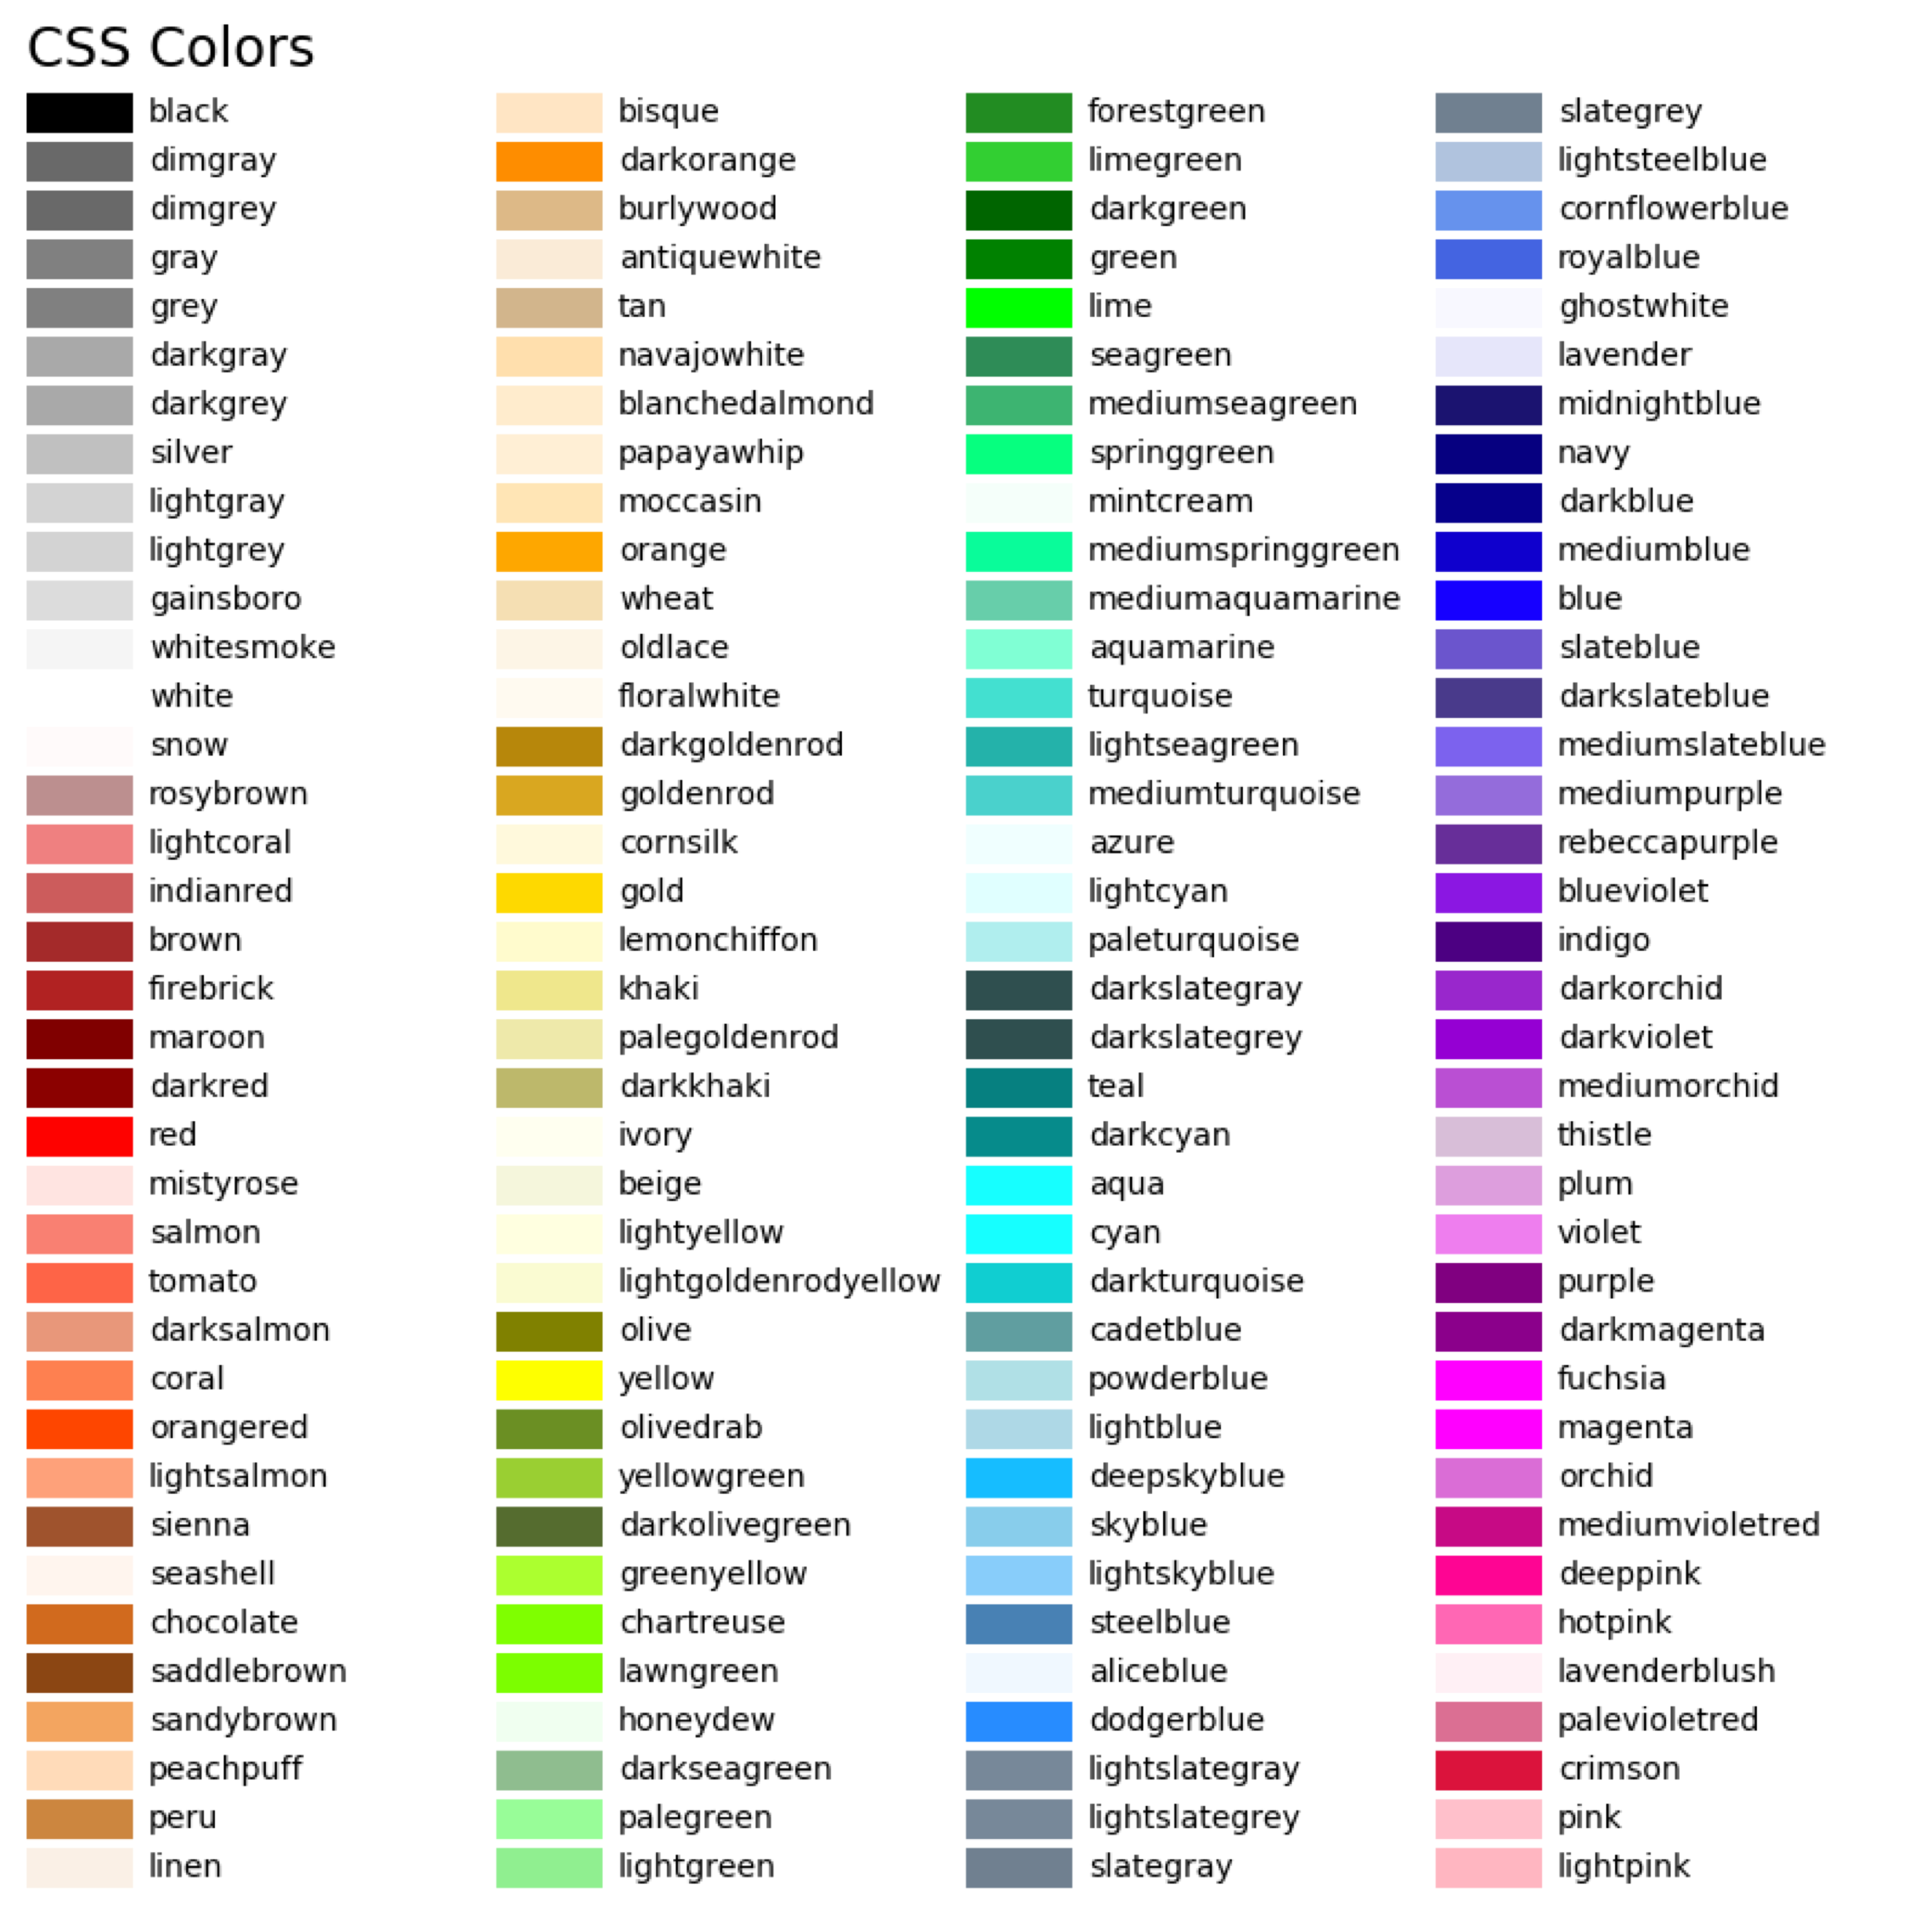 CSS Colors
black
dimgray
dimgrey
gray
grey
darkgray
darkgrey
silver
lightgray
lightgrey
gainsboro
whitesmoke
white
snow
rosybrown
lightcoral
indianred
brown
firebrick
maroon
darkred
red
mistyrose
salmon
tomato
darksalmon
coral
orangered
lightsalmon
sienna
seashell
chocolate
saddlebrown
sandybrown
peachpuff
peru
linen
bisque
darkorange
burlywood
antiquewhite
tan
navajowhite
blanchedalmond
papayawhip
moccasin
orange
wheat
oldlace
floralwhite
darkgoldenrod
goldenrod
cornsilk
gold
lemonchiffon
khaki
palegoldenrod
darkkhaki
ivory
beige
lightyellow
lightgoldenrodyellow
olive
yellow
olivedrab
yellowgreen
darkolivegreen
greenyellow
chartreuse
lawngreen
honeydew
darkseagreen
palegreen
lightgreen
forestgreen
limegreen
darkgreen
green
lime
seagreen
mediumseagreen
springgreen
mintcream
mediumspringgreen
mediumaquamarine
aquamarine
turquoise
lightseagreen
mediumturquoise
azure
lightcyan
paleturquoise
darkslategray
darkslategrey
teal
darkcyan
aqua
cyan
darkturquoise
cadetblue
powderblue
lightblue
deepskyblue
skyblue
lightskyblue
steelblue
aliceblue
dodgerblue
lightslategray
lightslategrey
slategray
slategrey
lightsteelblue
cornflowerblue
royalblue
ghostwhite
lavender
midnightblue
navy
darkblue
mediumblue
blue
slateblue
darkslateblue
mediumslateblue
mediumpurple
rebeccapurple
blueviolet
indigo
darkorchid
darkviolet
mediumorchid
thistle
plum
violet
purple
darkmagenta
fuchsia
magenta
orchid
mediumvioletred
deeppink
hotpink
lavenderblush
palevioletred
crimson
pink
lightpink